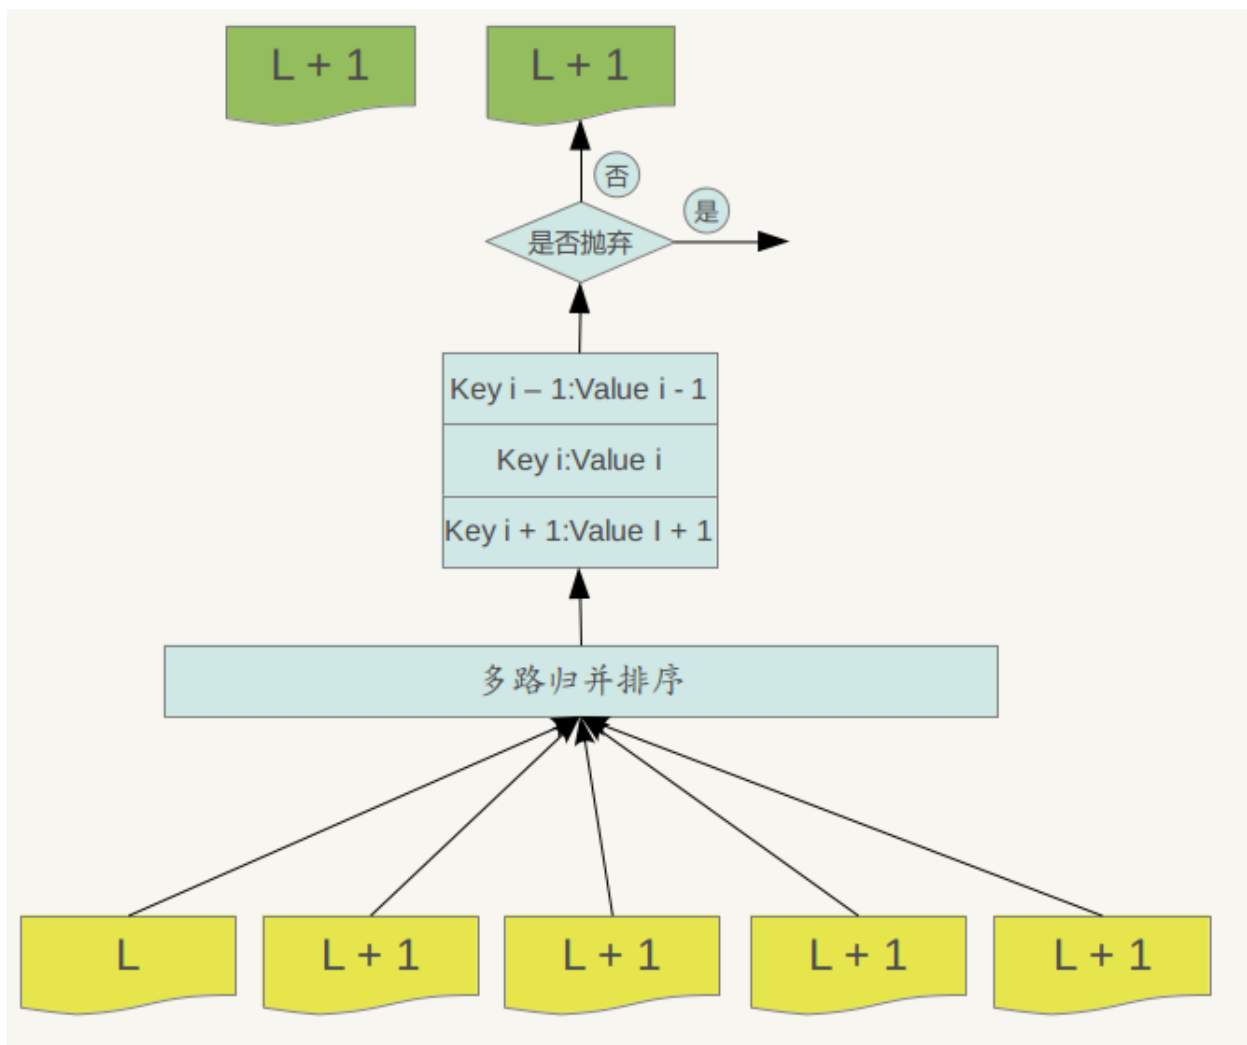 L + 1
L + 1
否
是
是否抛弃
Key i – 1:Value i - 1
Key i:Value i
Key i + 1:Value I + 1
多路归并排序
L
L + 1
L + 1
L + 1
L + 1